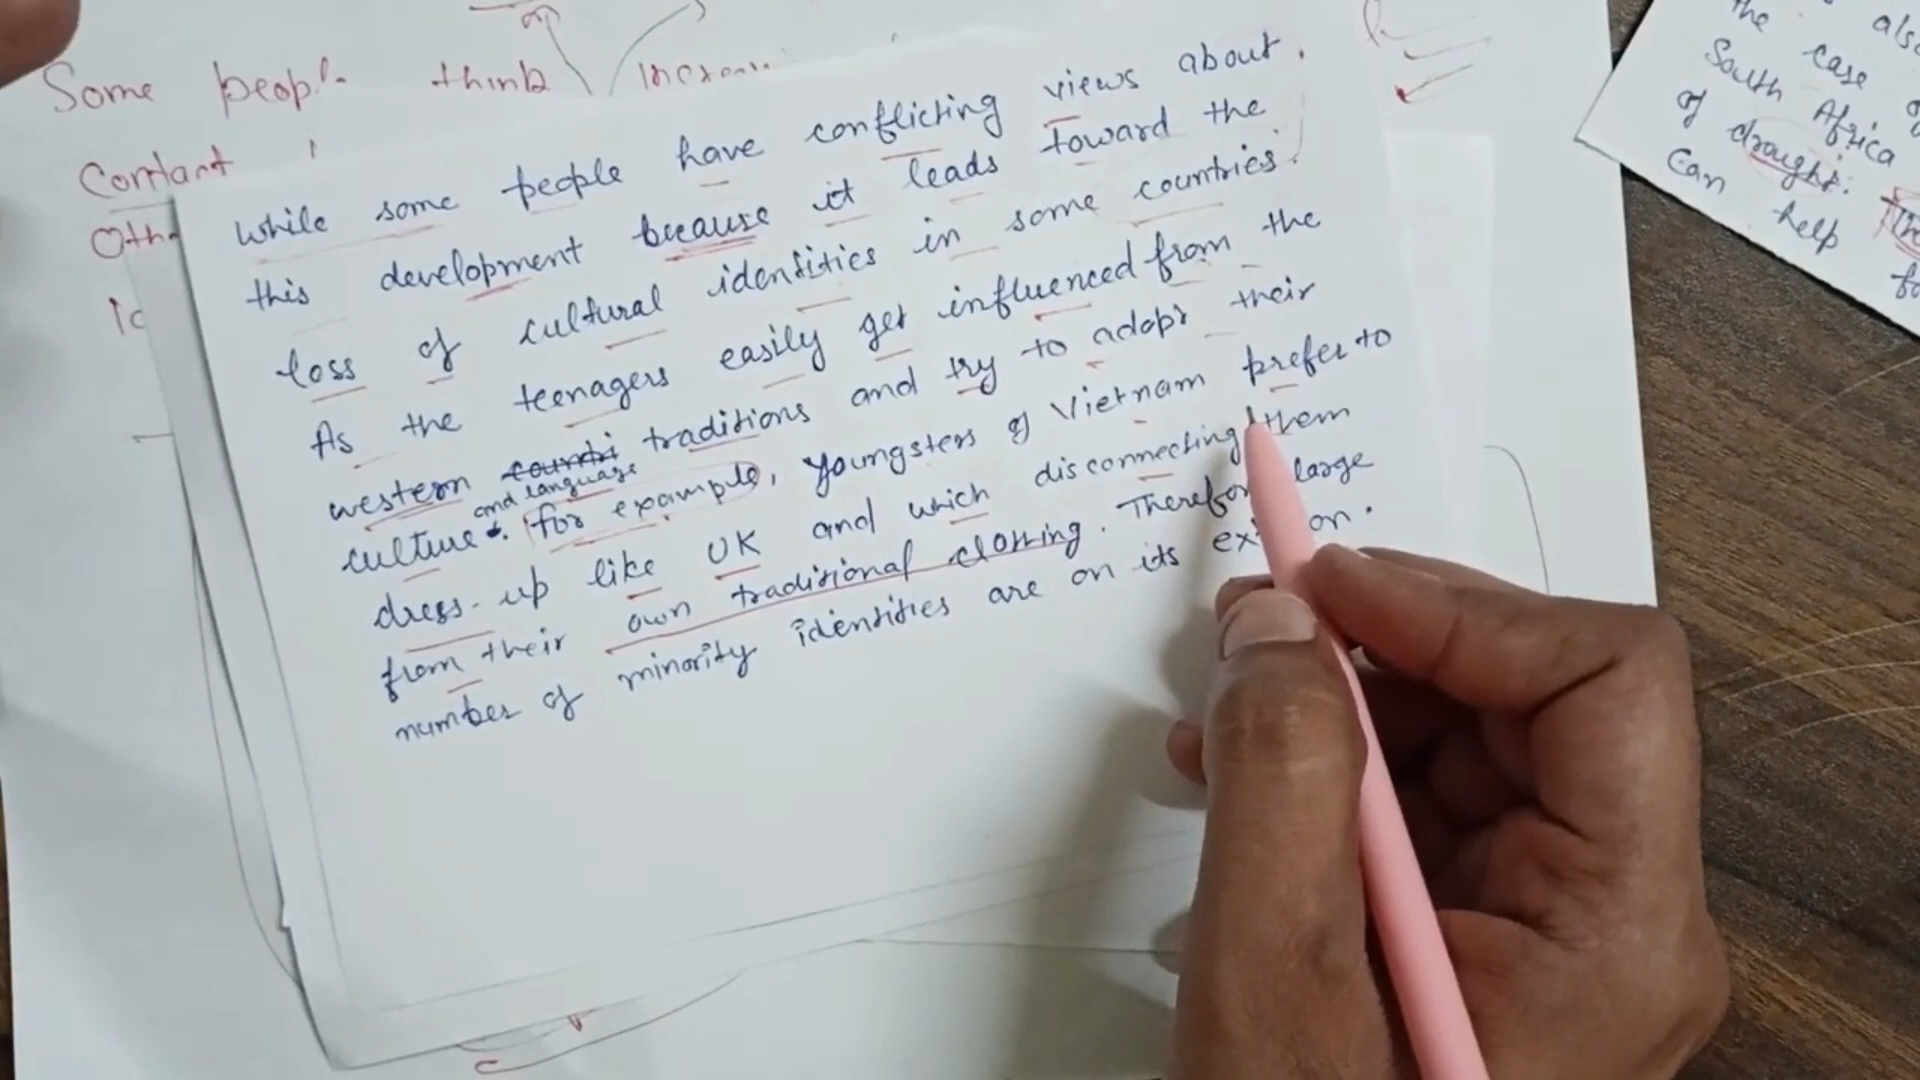 Some think
Contact
while some people have conflicting views about.
this development because it leads toward the
loss of cultural identities in some countries.
As the teenagers easily get influenced from the
western countri traditions and try to adopt their
culture and language. for example, youngsters of Vietnam prefer to
dress-up like UK and which disconnecting them
from their own traditional clothing. large
number of minority identities are on its
also
the case
South Africa
of draught.
can help